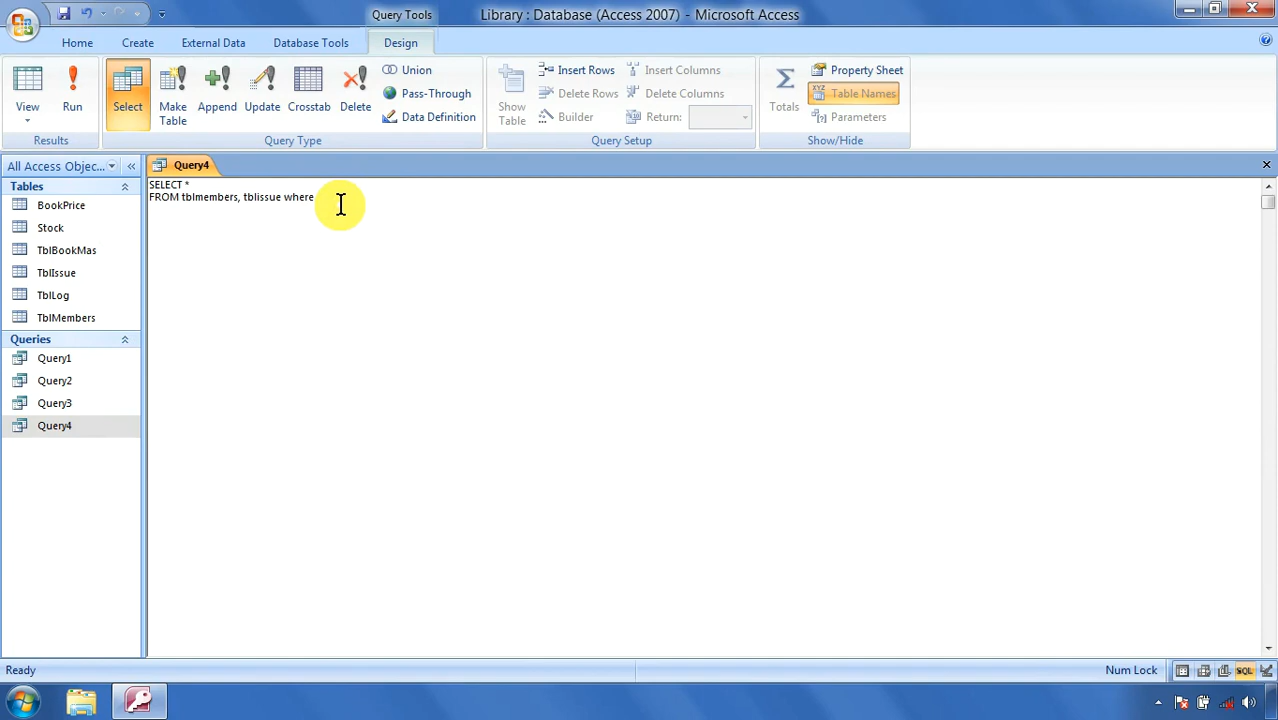 Query Tools
Library : Database (Access 2007) - Microsoft Access
Home Create External Data Database Tools Design
View Run
Results
Select Make Table Append Update Crosstab Delete
Union
Pass-Through
Data Definition
Query Type
Show Table
Insert Rows
Delete Rows
Builder
Insert Columns
Delete Columns
Return:
Query Setup
Totals
Property Sheet
XYZ Table Names
Parameters
Show/Hide
All Access Objec...
Query4
Tables
BookPrice
Stock
TblBookMas
TblIssue
TblLog
TblMembers
Queries
Query1
Query2
Query3
Query4
SELECT *
FROM tblmembers, tblissue where
Ready
Num Lock
SQL